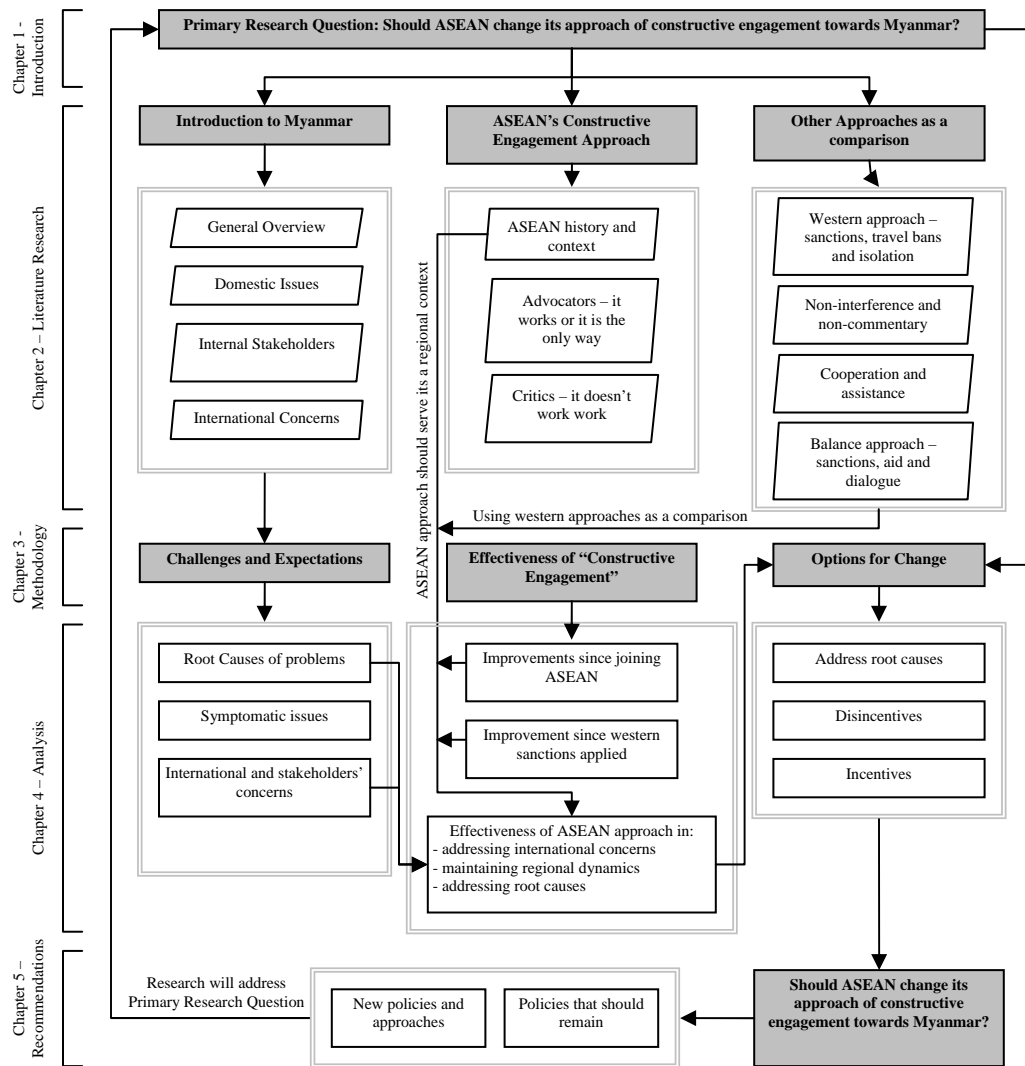 Chapter 1 -
Introduction
Primary Research Question: Should ASEAN change its approach of constructive engagement towards Myanmar?
Chapter 2 – Literature Research
Introduction to Myanmar
ASEAN's Constructive
Engagement Approach
Other Approaches as a
comparison
General Overview
Domestic Issues
Internal Stakeholders
International Concerns
ASEAN history and
context
Advocators – it
works or it is the
only way
Critics – it doesn't
work work
Western approach –
sanctions, travel bans
and isolation
Non-interference and
non-commentary
Cooperation and
assistance
Balance approach –
sanctions, aid and
dialogue
ASEAN approach should serve its a regional context
Using western approaches as a comparison
Chapter 3 -
Methodology
Challenges and Expectations
Effectiveness of “Constructive
Engagement”
Options for Change
Chapter 4 – Analysis
Root Causes of problems
Symptomatic issues
International and stakeholders'
concerns
Improvements since joining
ASEAN
Improvement since western
sanctions applied
Effectiveness of ASEAN approach in:
- addressing international concerns
- maintaining regional dynamics
- addressing root causes
Address root causes
Disincentives
Incentives
Chapter 5 –
Recommendations
Research will address
Primary Research Question
New policies and
approaches
Policies that should
remain
Should ASEAN change its
approach of constructive
engagement towards Myanmar?